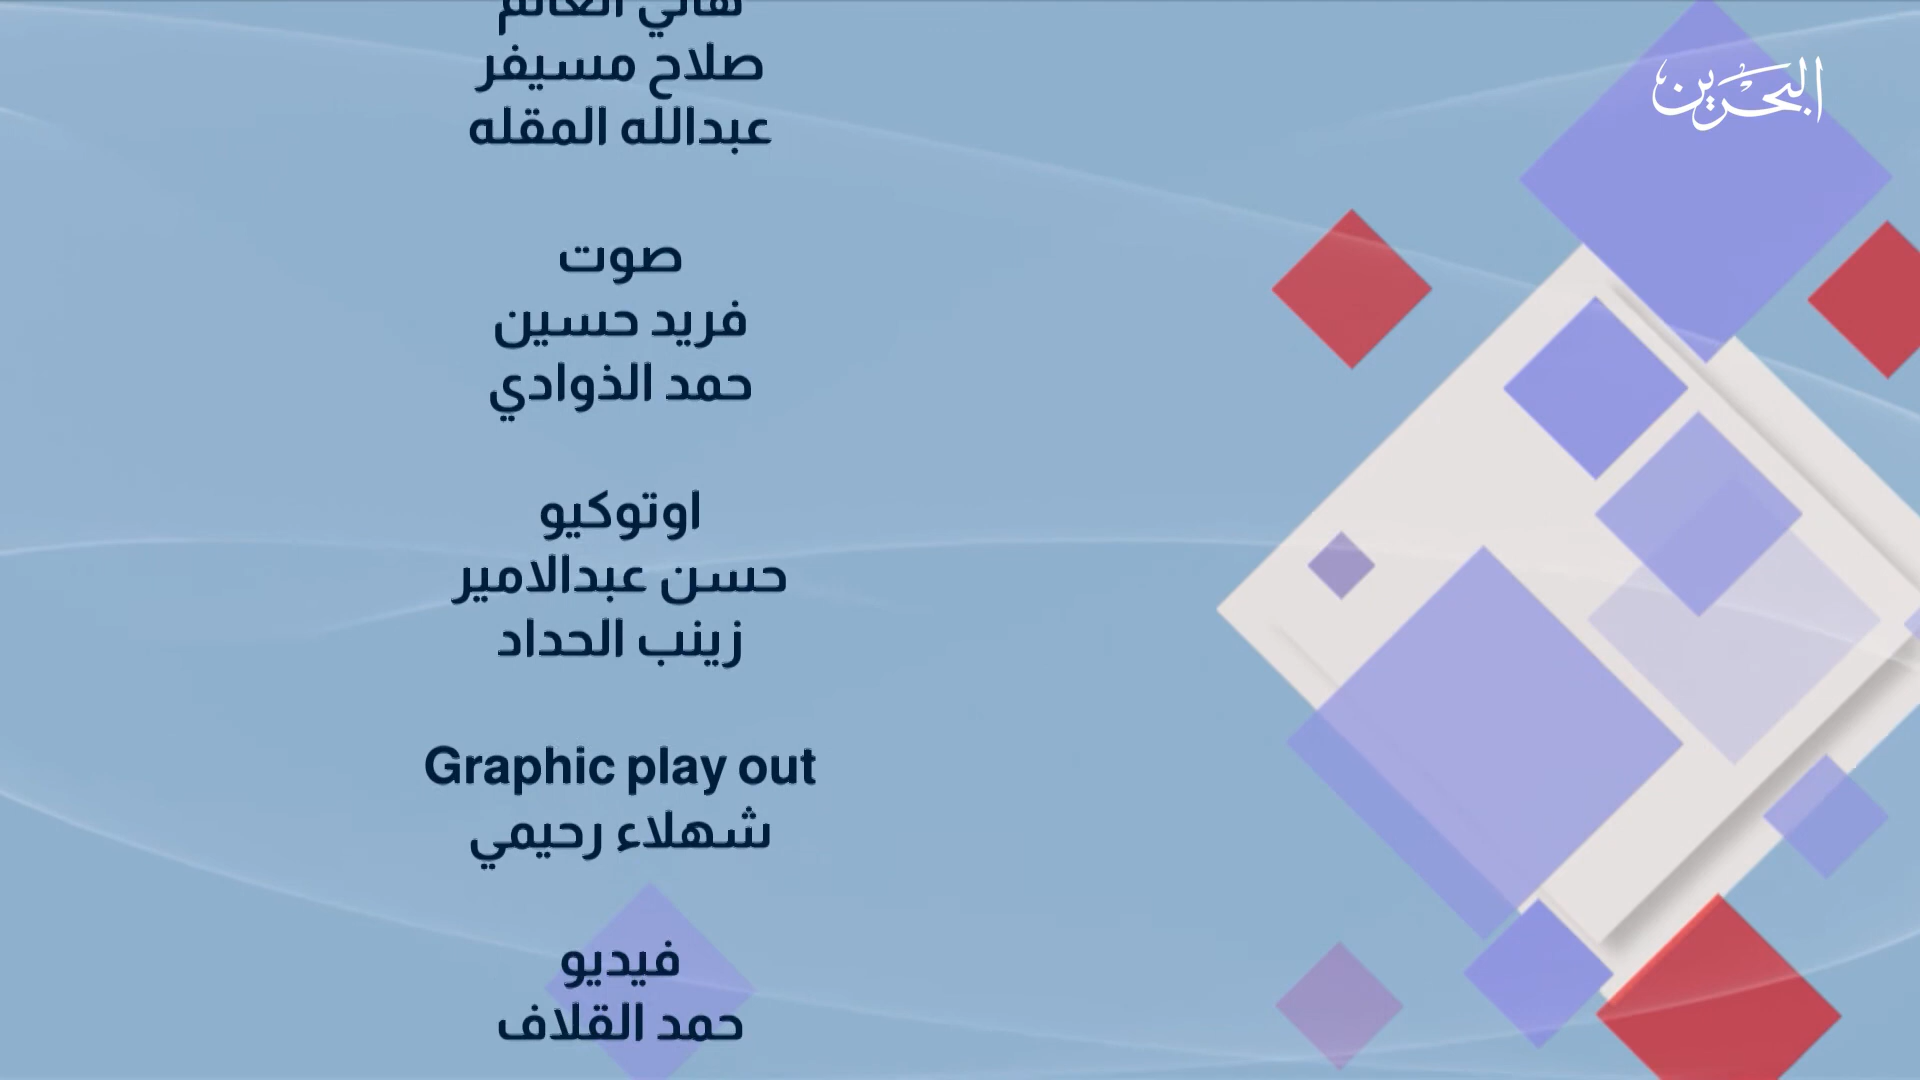 صلاح مسيفر
عبدالله المقله
صوت
فريد حسين
حمد الذوادي
اوتوكيو
حسن عبدالامير
زينب الحداد
Graphic play out
شهلاء رحيمي
فيديو
حمد القلاف
البحرين